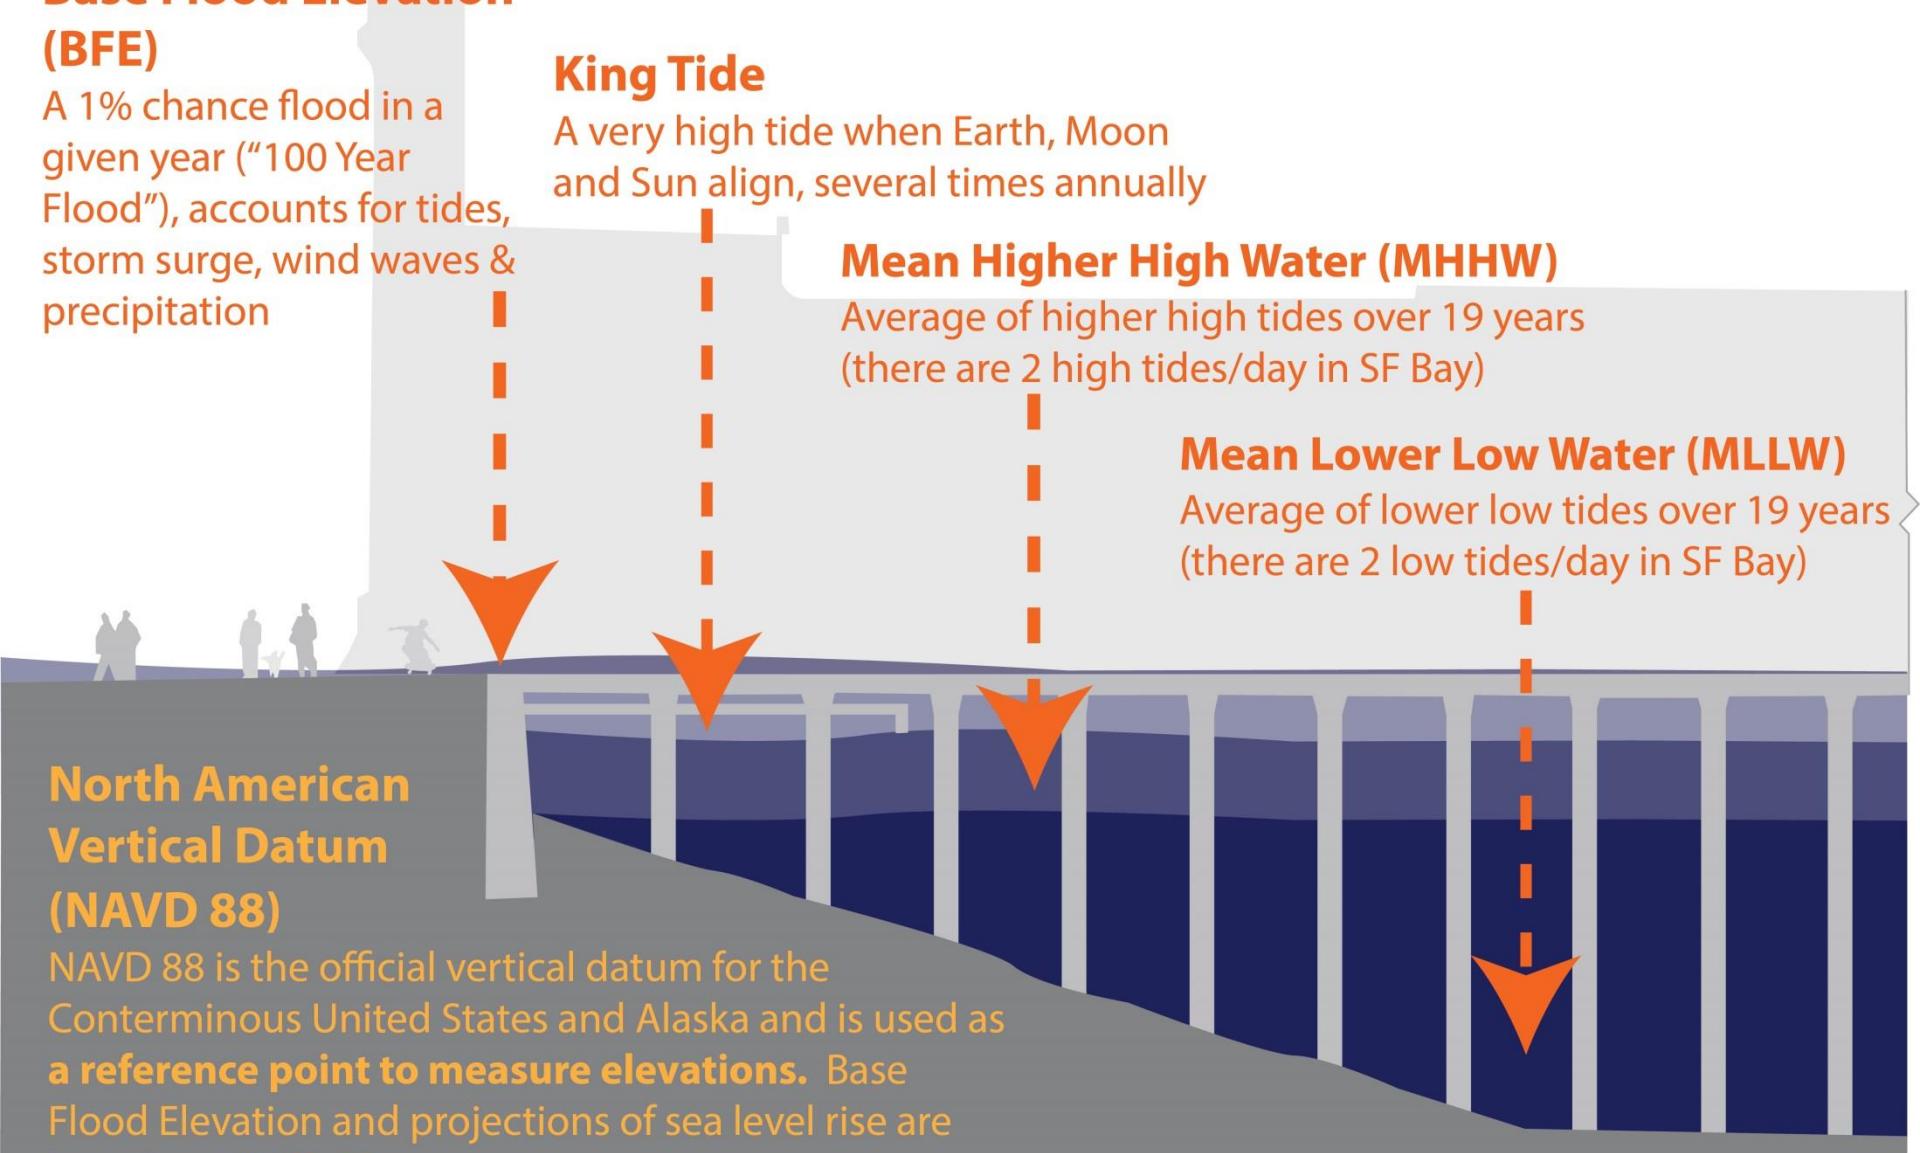 Base Flood Elevation
(BFE)
A 1% chance flood in a
given year (“100 Year
Flood”), accounts for tides,
storm surge, wind waves &
precipitation
King Tide
A very high tide when Earth, Moon
and Sun align, several times annually
Mean Higher High Water (MHHW)
Average of higher high tides over 19 years
(there are 2 high tides/day in SF Bay)
Mean Lower Low Water (MLLW)
Average of lower low tides over 19 years
(there are 2 low tides/day in SF Bay)
North American
Vertical Datum
(NAVD 88)
NAVD 88 is the official vertical datum for the
Conterminous United States and Alaska and is used as
a reference point to measure elevations. Base
Flood Elevation and projections of sea level rise are